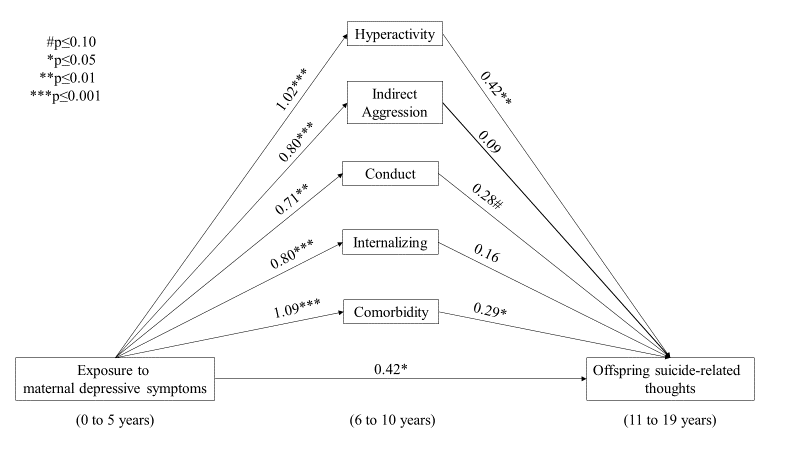 #p≤0.10
*p≤0.05
**p≤0.01
***p≤0.001
Hyperactivity
1.02***
0.42**
Indirect
Aggression
0.80***
0.09
Conduct
0.71**
0.28#
Internalizing
0.80***
0.16
Comorbidity
1.09***
0.29*
Exposure to
maternal depressive symptoms
0.42*
Offspring suicide-related
thoughts
(0 to 5 years)
(6 to 10 years)
(11 to 19 years)